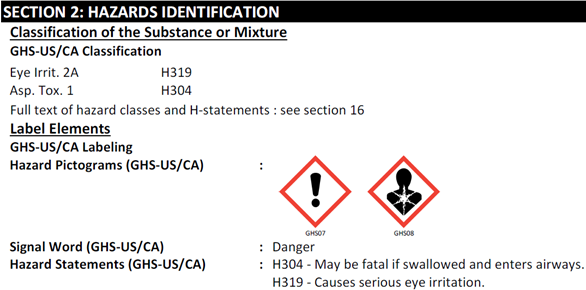 SECTION 2: HAZARDS IDENTIFICATION
Classification of the Substance or Mixture
GHS-US/CA Classification
Eye Irrit. 2A H319
Asp. Tox. 1 H304
Full text of hazard classes and H-statements : see section 16
Label Elements
GHS-US/CA Labeling
Hazard Pictograms (GHS-US/CA) :
GHS07 GHS08
Signal Word (GHS-US/CA) : Danger
Hazard Statements (GHS-US/CA) : H304 - May be fatal if swallowed and enters airways.
H319 - Causes serious eye irritation.